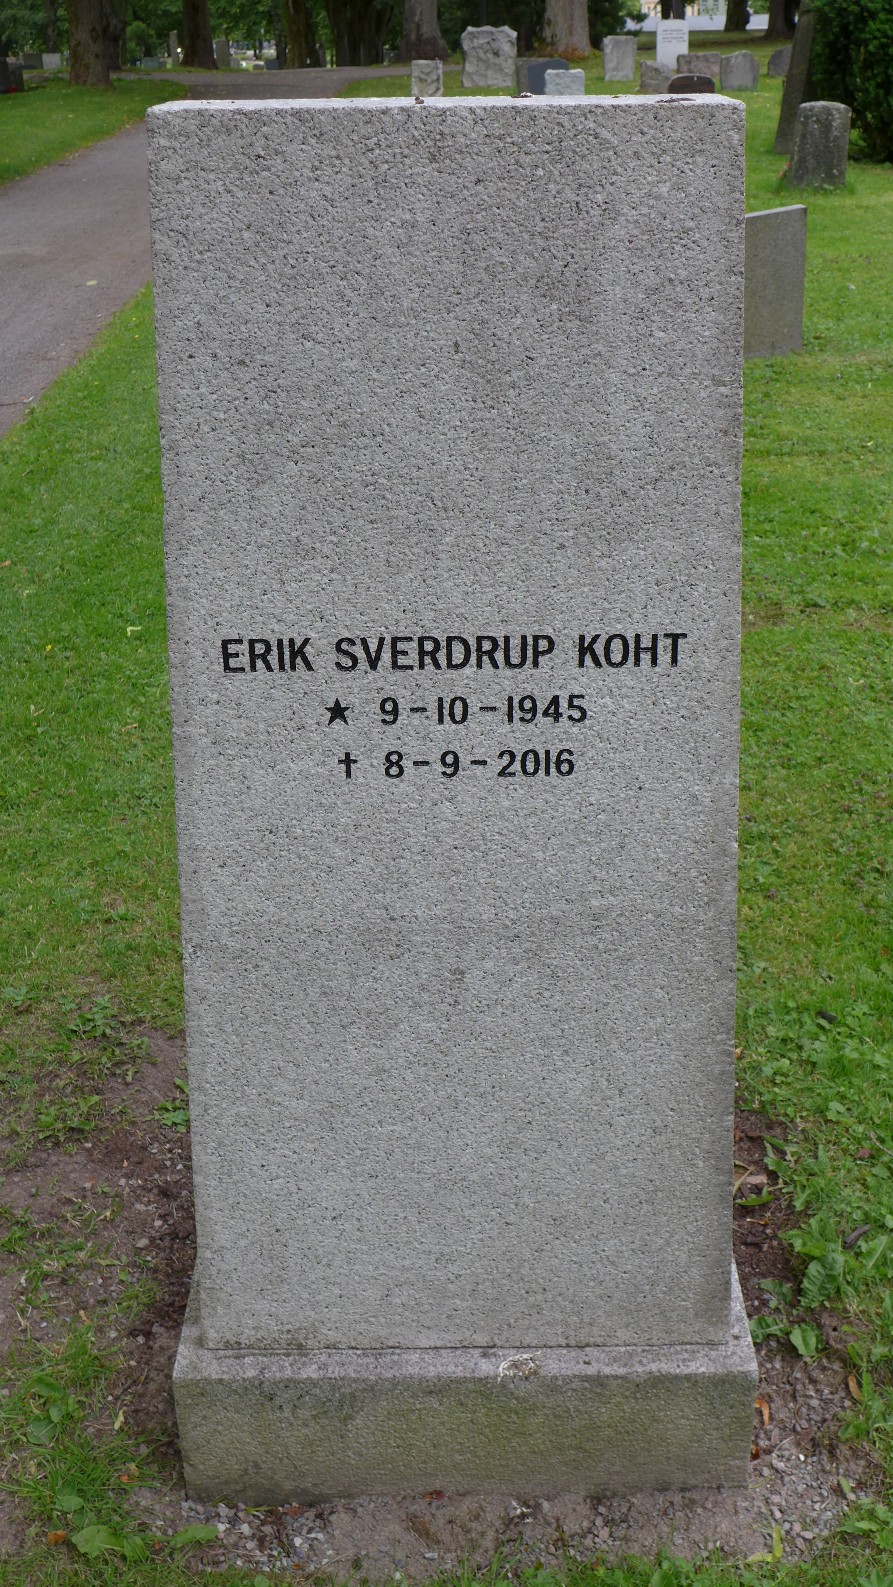 ERIK SVERDRUP KOHT
★ 9-10-1945
✝ 8-9-2016